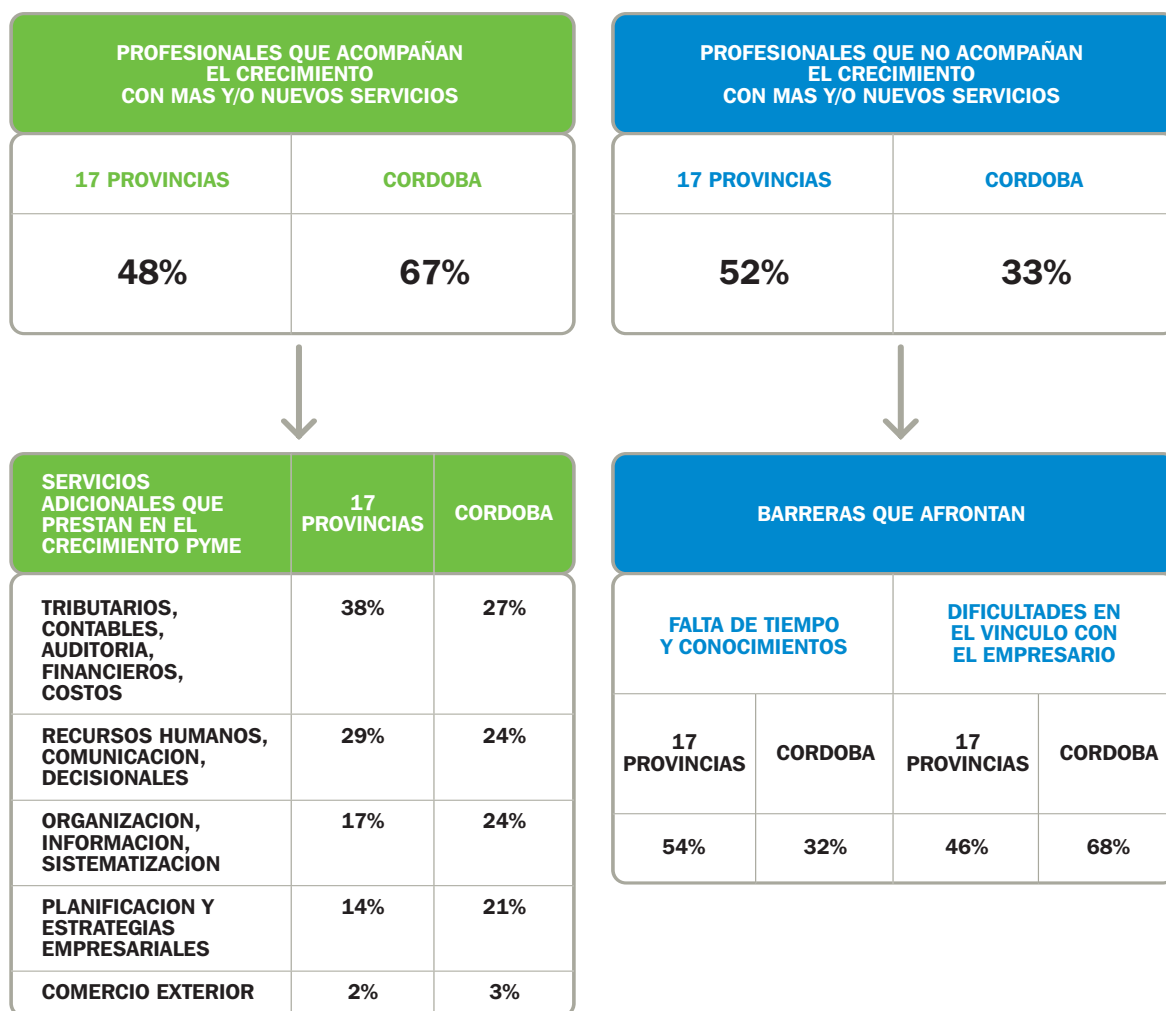 PROFESIONALES QUE ACOMPAÑAN
EL CRECIMIENTO
CON MAS Y/O NUEVOS SERVICIOS
17 PROVINCIAS
CORDOBA
48%
67%
SERVICIOS
ADICIONALES QUE
PRESTAN EN EL
CRECIMIENTO PYME
17
PROVINCIAS
CORDOBA
TRIBUTARIOS,
CONTABLES,
AUDITORIA,
FINANCIEROS,
COSTOS
38%
27%
RECURSOS HUMANOS,
COMUNICACION,
DECISIONALES
29%
24%
ORGANIZACION,
INFORMACION,
SISTEMATIZACION
17%
24%
PLANIFICACION Y
ESTRATEGIAS
EMPRESARIALES
14%
21%
COMERCIO EXTERIOR
2%
3%
PROFESIONALES QUE NO ACOMPAÑAN
EL CRECIMIENTO
CON MAS Y/O NUEVOS SERVICIOS
17 PROVINCIAS
CORDOBA
52%
33%
BARRERAS QUE AFRONTAN
FALTA DE TIEMPO
Y CONOCIMIENTOS
DIFICULTADES EN
EL VINCULO CON
EL EMPRESARIO
17
PROVINCIAS
CORDOBA
17
PROVINCIAS
CORDOBA
54%
32%
46%
68%